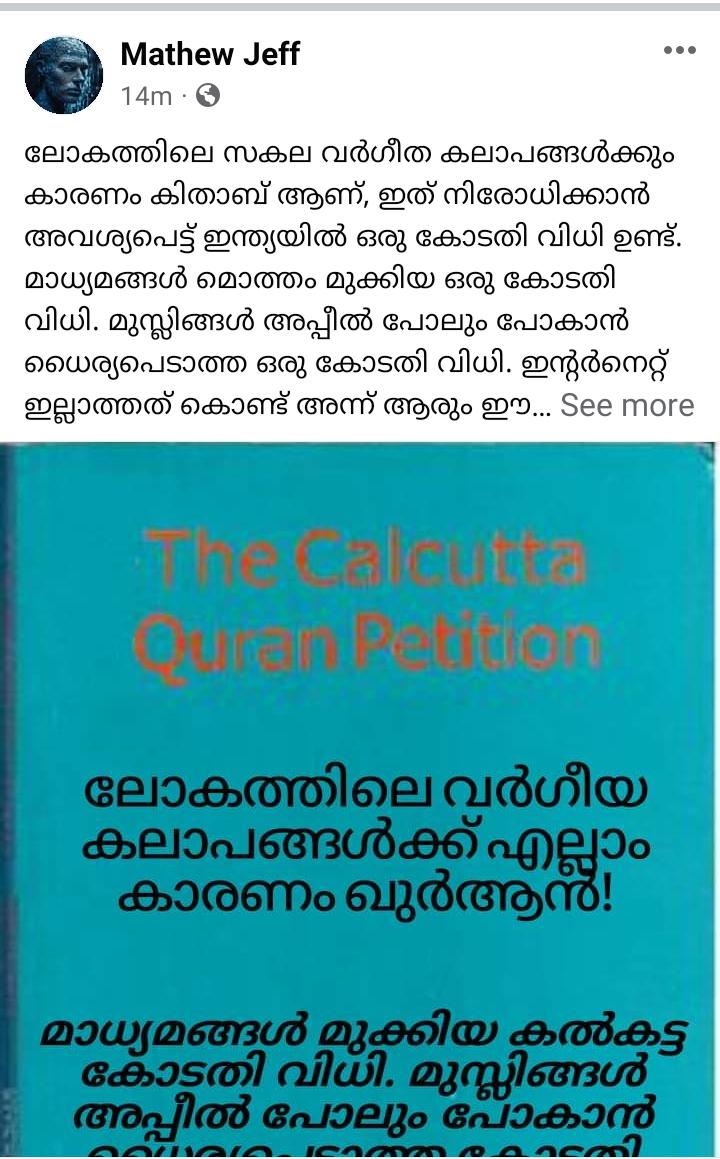 Mathew Jeff
14m ·
ലോകത്തിലെ സകല വർഗീത കലാപങ്ങൾക്കും
കാരണം കിതാബ് ആണ്, ഇത് നിരോധിക്കാൻ
അവശ്യപെട്ട് ഇന്ത്യയിൽ ഒരു കോടതി വിധി ഉണ്ട്.
മാധ്യമങ്ങൾ മൊത്തം മുക്കിയ ഒരു കോടതി
വിധി. മുസ്ലിങ്ങൾ അപ്പീൽ പോലും പോകാൻ
ധൈര്യപെടാത്ത ഒരു കോടതി വിധി. ഇന്റർനെറ്റ്
ഇല്ലാത്തത് കൊണ്ട് അന്ന് ആരും ഈ... See more
The Calcutta
Quran Petition
ലോകത്തിലെ വർഗീയ
കലാപങ്ങൾക്ക് എല്ലാം
കാരണം ഖുർആൻ!
മാധ്യമങ്ങൾ മുക്കിയ കൽകട്ട
കോടതി വിധി. മുസ്ലിങ്ങൾ
അപ്പീൽ പോലും പോകാൻ